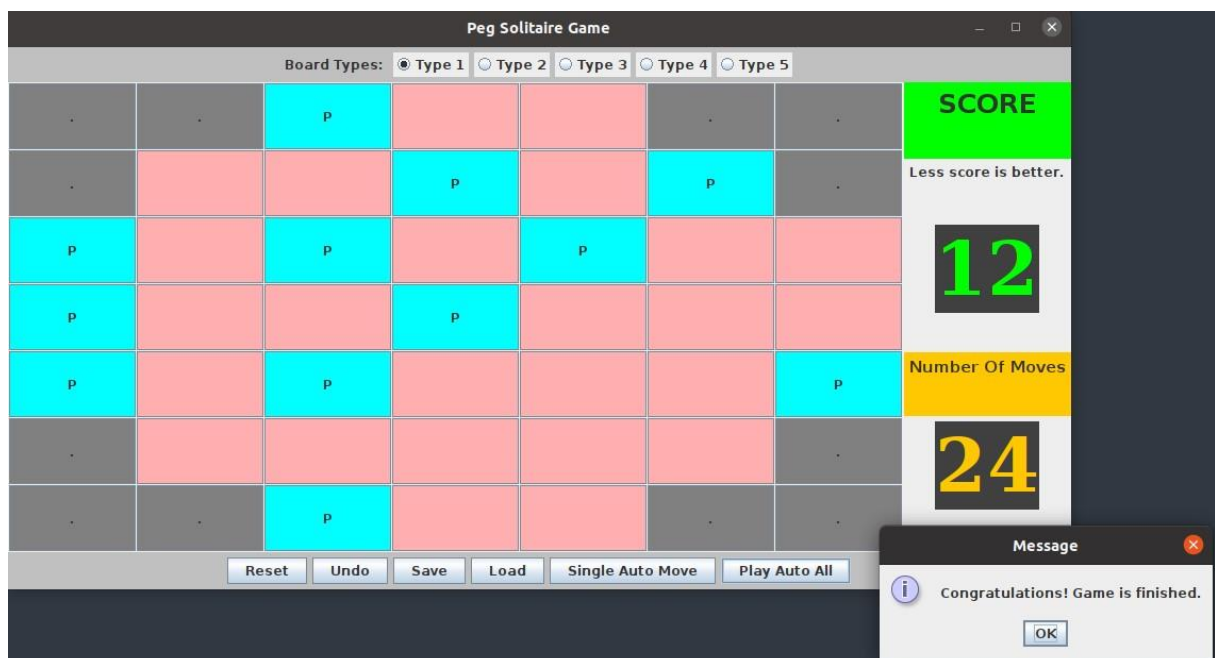 Peg Solitaire Game
Board Types: Type 1 Type 2 Type 3 Type 4 Type 5
. . P . .
. P P .
P P P
P P
P P P
. .
. . P . .
SCORE
Less score is better.
12
Number Of Moves
24
Reset Undo Save Load Single Auto Move Play Auto All
Message
Congratulations! Game is finished.
OK